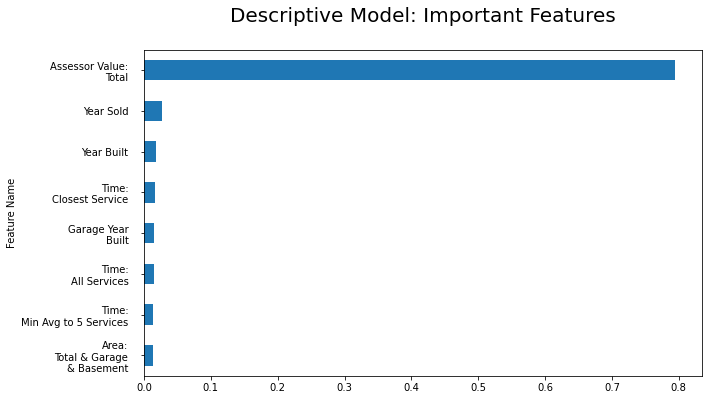 Descriptive Model: Important Features
Feature Name
Assessor Value:
Total
Year Sold
Year Built
Time:
Closest Service
Garage Year
Built
Time:
All Services
Time:
Min Avg to 5 Services
Area:
Total & Garage
& Basement
0.0 0.1 0.2 0.3 0.4 0.5 0.6 0.7 0.8